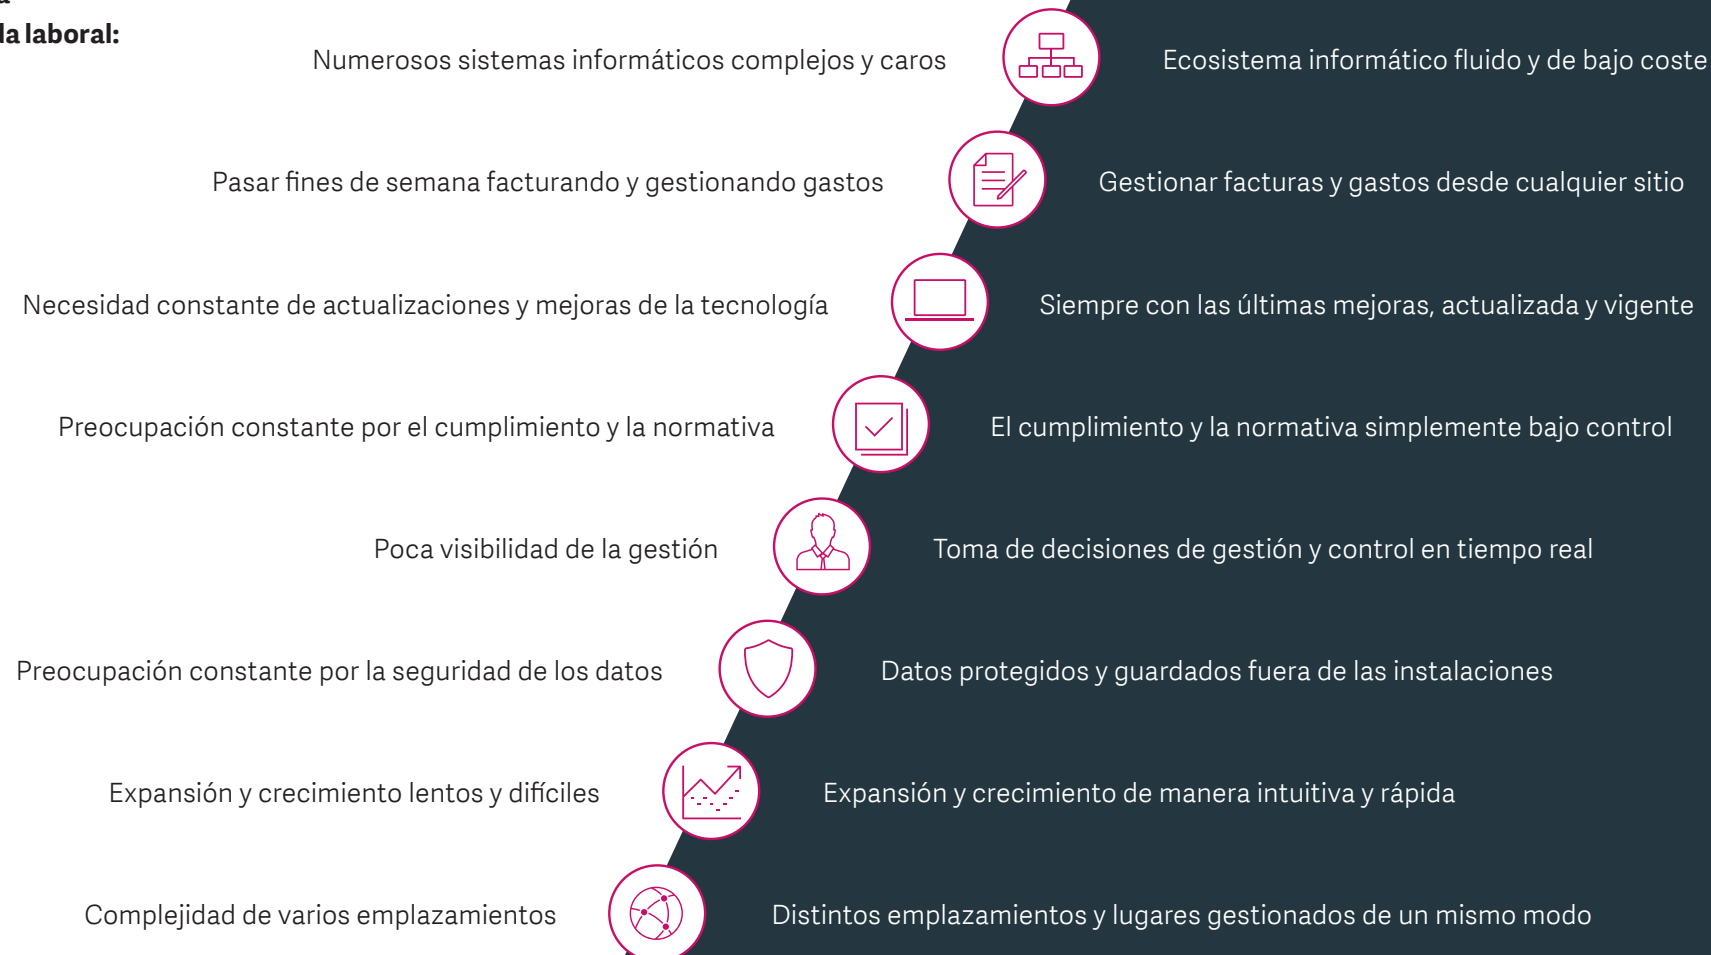 laboral:
Numerosos sistemas informáticos complejos y caros
Ecosistema informático fluido y de bajo coste
Pasar fines de semana facturando y gestionando gastos
Gestionar facturas y gastos desde cualquier sitio
Necesidad constante de actualizaciones y mejoras de la tecnología
Siempre con las últimas mejoras, actualizada y vigente
Preocupación constante por el cumplimiento y la normativa
El cumplimiento y la normativa simplemente bajo control
Poca visibilidad de la gestión
Toma de decisiones de gestión y control en tiempo real
Preocupación constante por la seguridad de los datos
Datos protegidos y guardados fuera de las instalaciones
Expansión y crecimiento lentos y difíciles
Expansión y crecimiento de manera intuitiva y rápida
Complejidad de varios emplazamientos
Distintos emplazamientos y lugares gestionados de un mismo modo